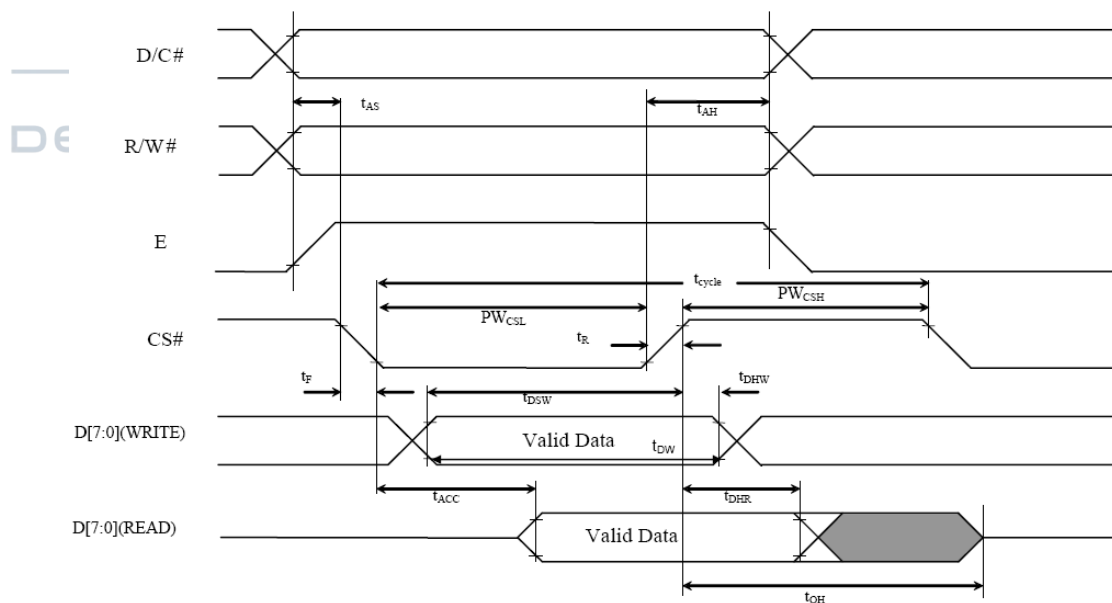 D/C#
tAS
tAH
R/W#
E
tcycle
PWCSL
PWCSH
CS#
tR
tF
tDSW
tDHW
D[7:0](WRITE)
Valid Data
tDW
tACC
tDHR
D[7:0](READ)
Valid Data
tOH